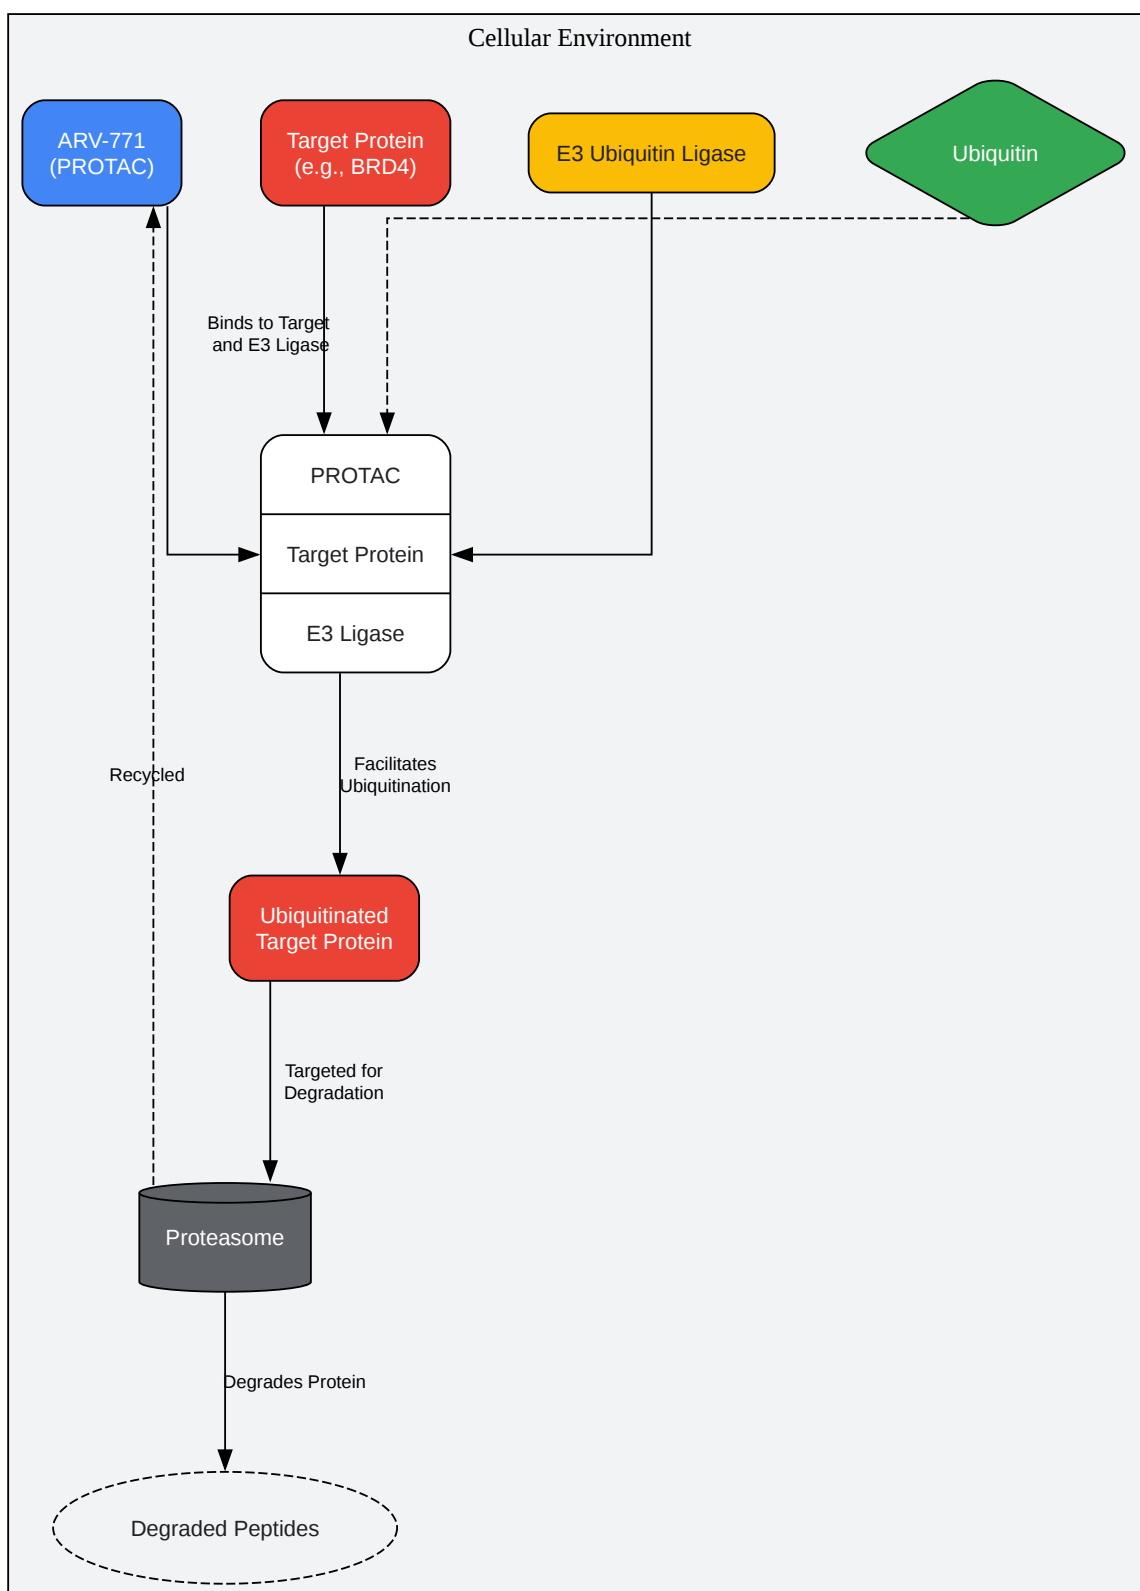 Cellular Environment
ARV-771
(PROTAC)
Target Protein
(e.g., BRD4)
E3 Ubiquitin Ligase
Ubiquitin
Binds to Target
and E3 Ligase
PROTAC
Target Protein
E3 Ligase
Recycled
Facilitates
Ubiquitination
Ubiquitinated
Target Protein
Targeted for
Degradation
Proteasome
Degrades Protein
Degraded Peptides